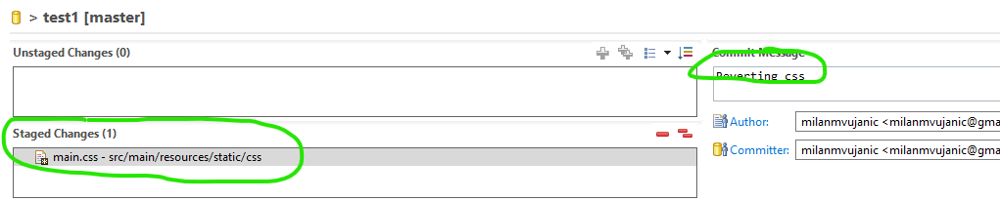 > test1 [master]
Unstaged Changes (0)
Commit Message
Reverting css
Staged Changes (1)
main.css - src/main/resources/static/css
Author: milanmvujanic <milanmvujanic@gma
Committer: milanmvujanic <milanmvujanic@gma